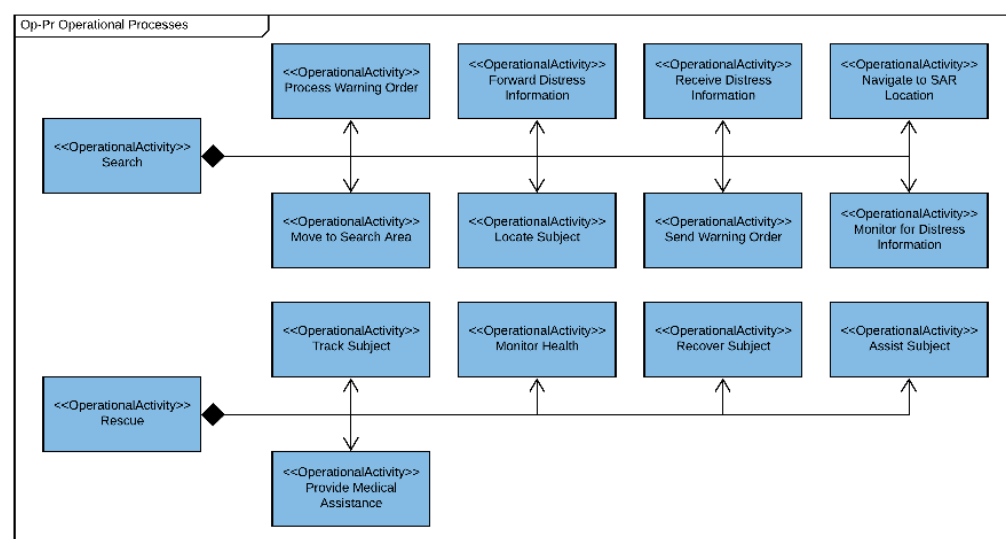 Op-Pr Operational Processes
<<OperationalActivity>>
Process Warning Order
<<OperationalActivity>>
Forward Distress
Information
<<OperationalActivity>>
Receive Distress
Information
<<OperationalActivity>>
Navigate to SAR
Location
<<OperationalActivity>>
Search
<<OperationalActivity>>
Move to Search Area
<<OperationalActivity>>
Locate Subject
<<OperationalActivity>>
Send Warning Order
<<OperationalActivity>>
Monitor for Distress
Information
<<OperationalActivity>>
Track Subject
<<OperationalActivity>>
Monitor Health
<<OperationalActivity>>
Recover Subject
<<OperationalActivity>>
Assist Subject
<<OperationalActivity>>
Rescue
<<OperationalActivity>>
Provide Medical
Assistance